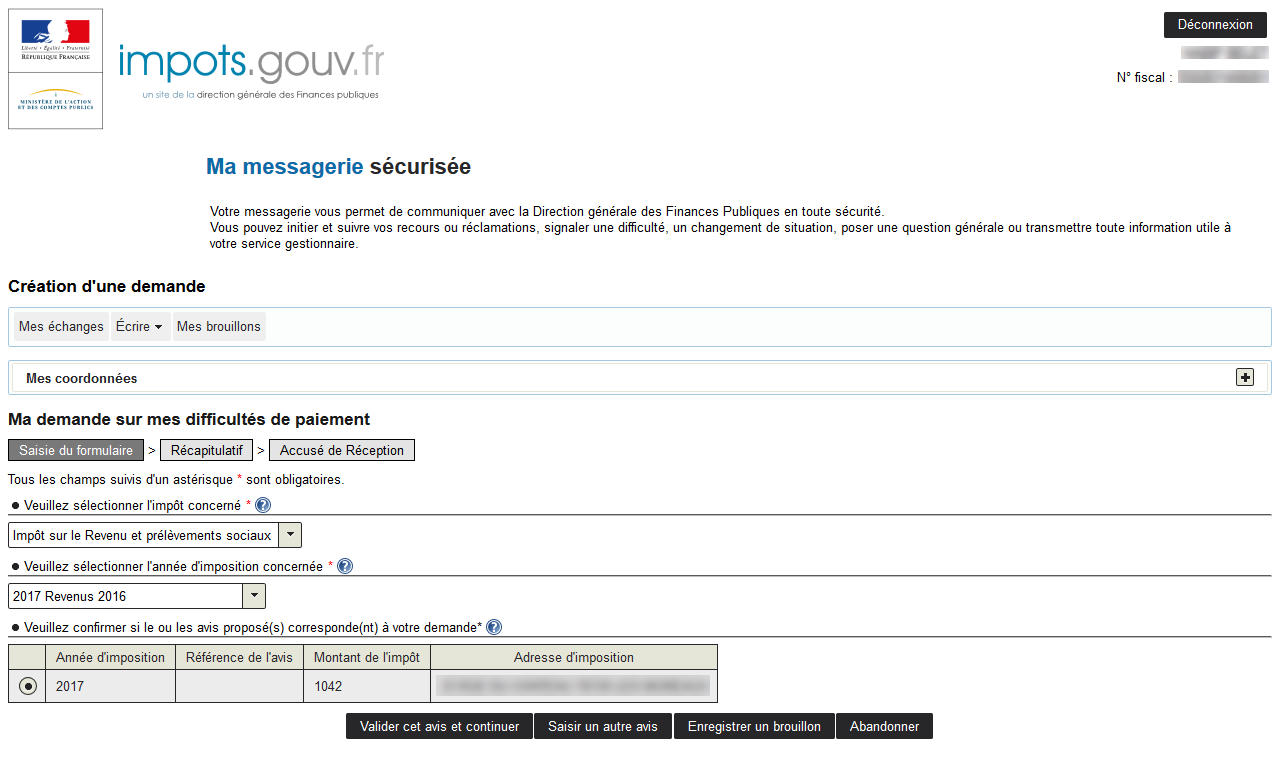 Liberté • Égalité • Fraternité
RÉPUBLIQUE FRANÇAISE
MINISTÈRE DE L'ACTION
ET DES COMPTES PUBLICS
impots.gouv.fr
un site de la direction générale des Finances publiques
Déconnexion
N° fiscal :
Ma messagerie sécurisée
Votre messagerie vous permet de communiquer avec la Direction générale des Finances Publiques en toute sécurité.
Vous pouvez initier et suivre vos recours ou réclamations, signaler une difficulté, un changement de situation, poser une question générale ou transmettre toute information utile à
votre service gestionnaire.
Création d'une demande
Mes échanges Écrire Mes brouillons
Mes coordonnées
Ma demande sur mes difficultés de paiement
Saisie du formulaire > Récapitulatif > Accusé de Réception
Tous les champs suivis d'un astérisque * sont obligatoires.
● Veuillez sélectionner l'impôt concerné * ?
Impôt sur le Revenu et prélèvements sociaux
● Veuillez sélectionner l'année d'imposition concernée * ?
2017 Revenus 2016
● Veuillez confirmer si le ou les avis proposé(s) corresponde(nt) à votre demande* ?
Année d'imposition Référence de l'avis Montant de l'impôt Adresse d'imposition
2017 1042
Valider cet avis et continuer Saisir un autre avis Enregistrer un brouillon Abandonner